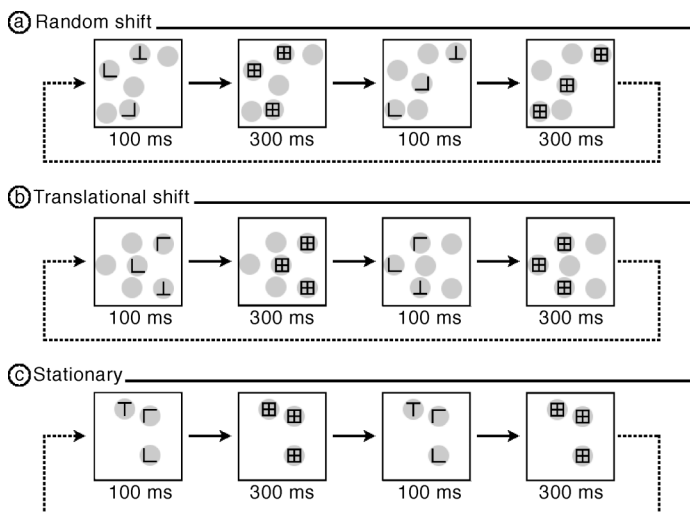 a Random shift
100 ms 300 ms 100 ms 300 ms
b Translational shift
100 ms 300 ms 100 ms 300 ms
c Stationary
100 ms 300 ms 100 ms 300 ms